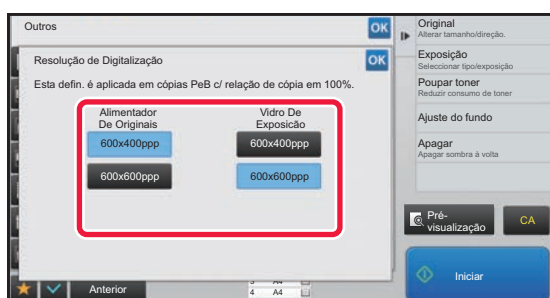 Outros
OK
Resolução de Digitalização
OK
Esta defin. é aplicada em cópias PeB c/ relação de cópia em 100%.
Alimentador
De Originais
600x400ppp
600x600ppp
Vidro De
Exposicão
600x400ppp
600x600ppp
Anterior
3 A4
4 A4
Original
Alterar tamanho/direção.
Exposição
Seleccionar tipo/exposição
Poupar toner
Reduzir consumo de toner
Ajuste do fundo
Apagar
Apagar sombra à volta
Pré-
visualização
CA
Iniciar